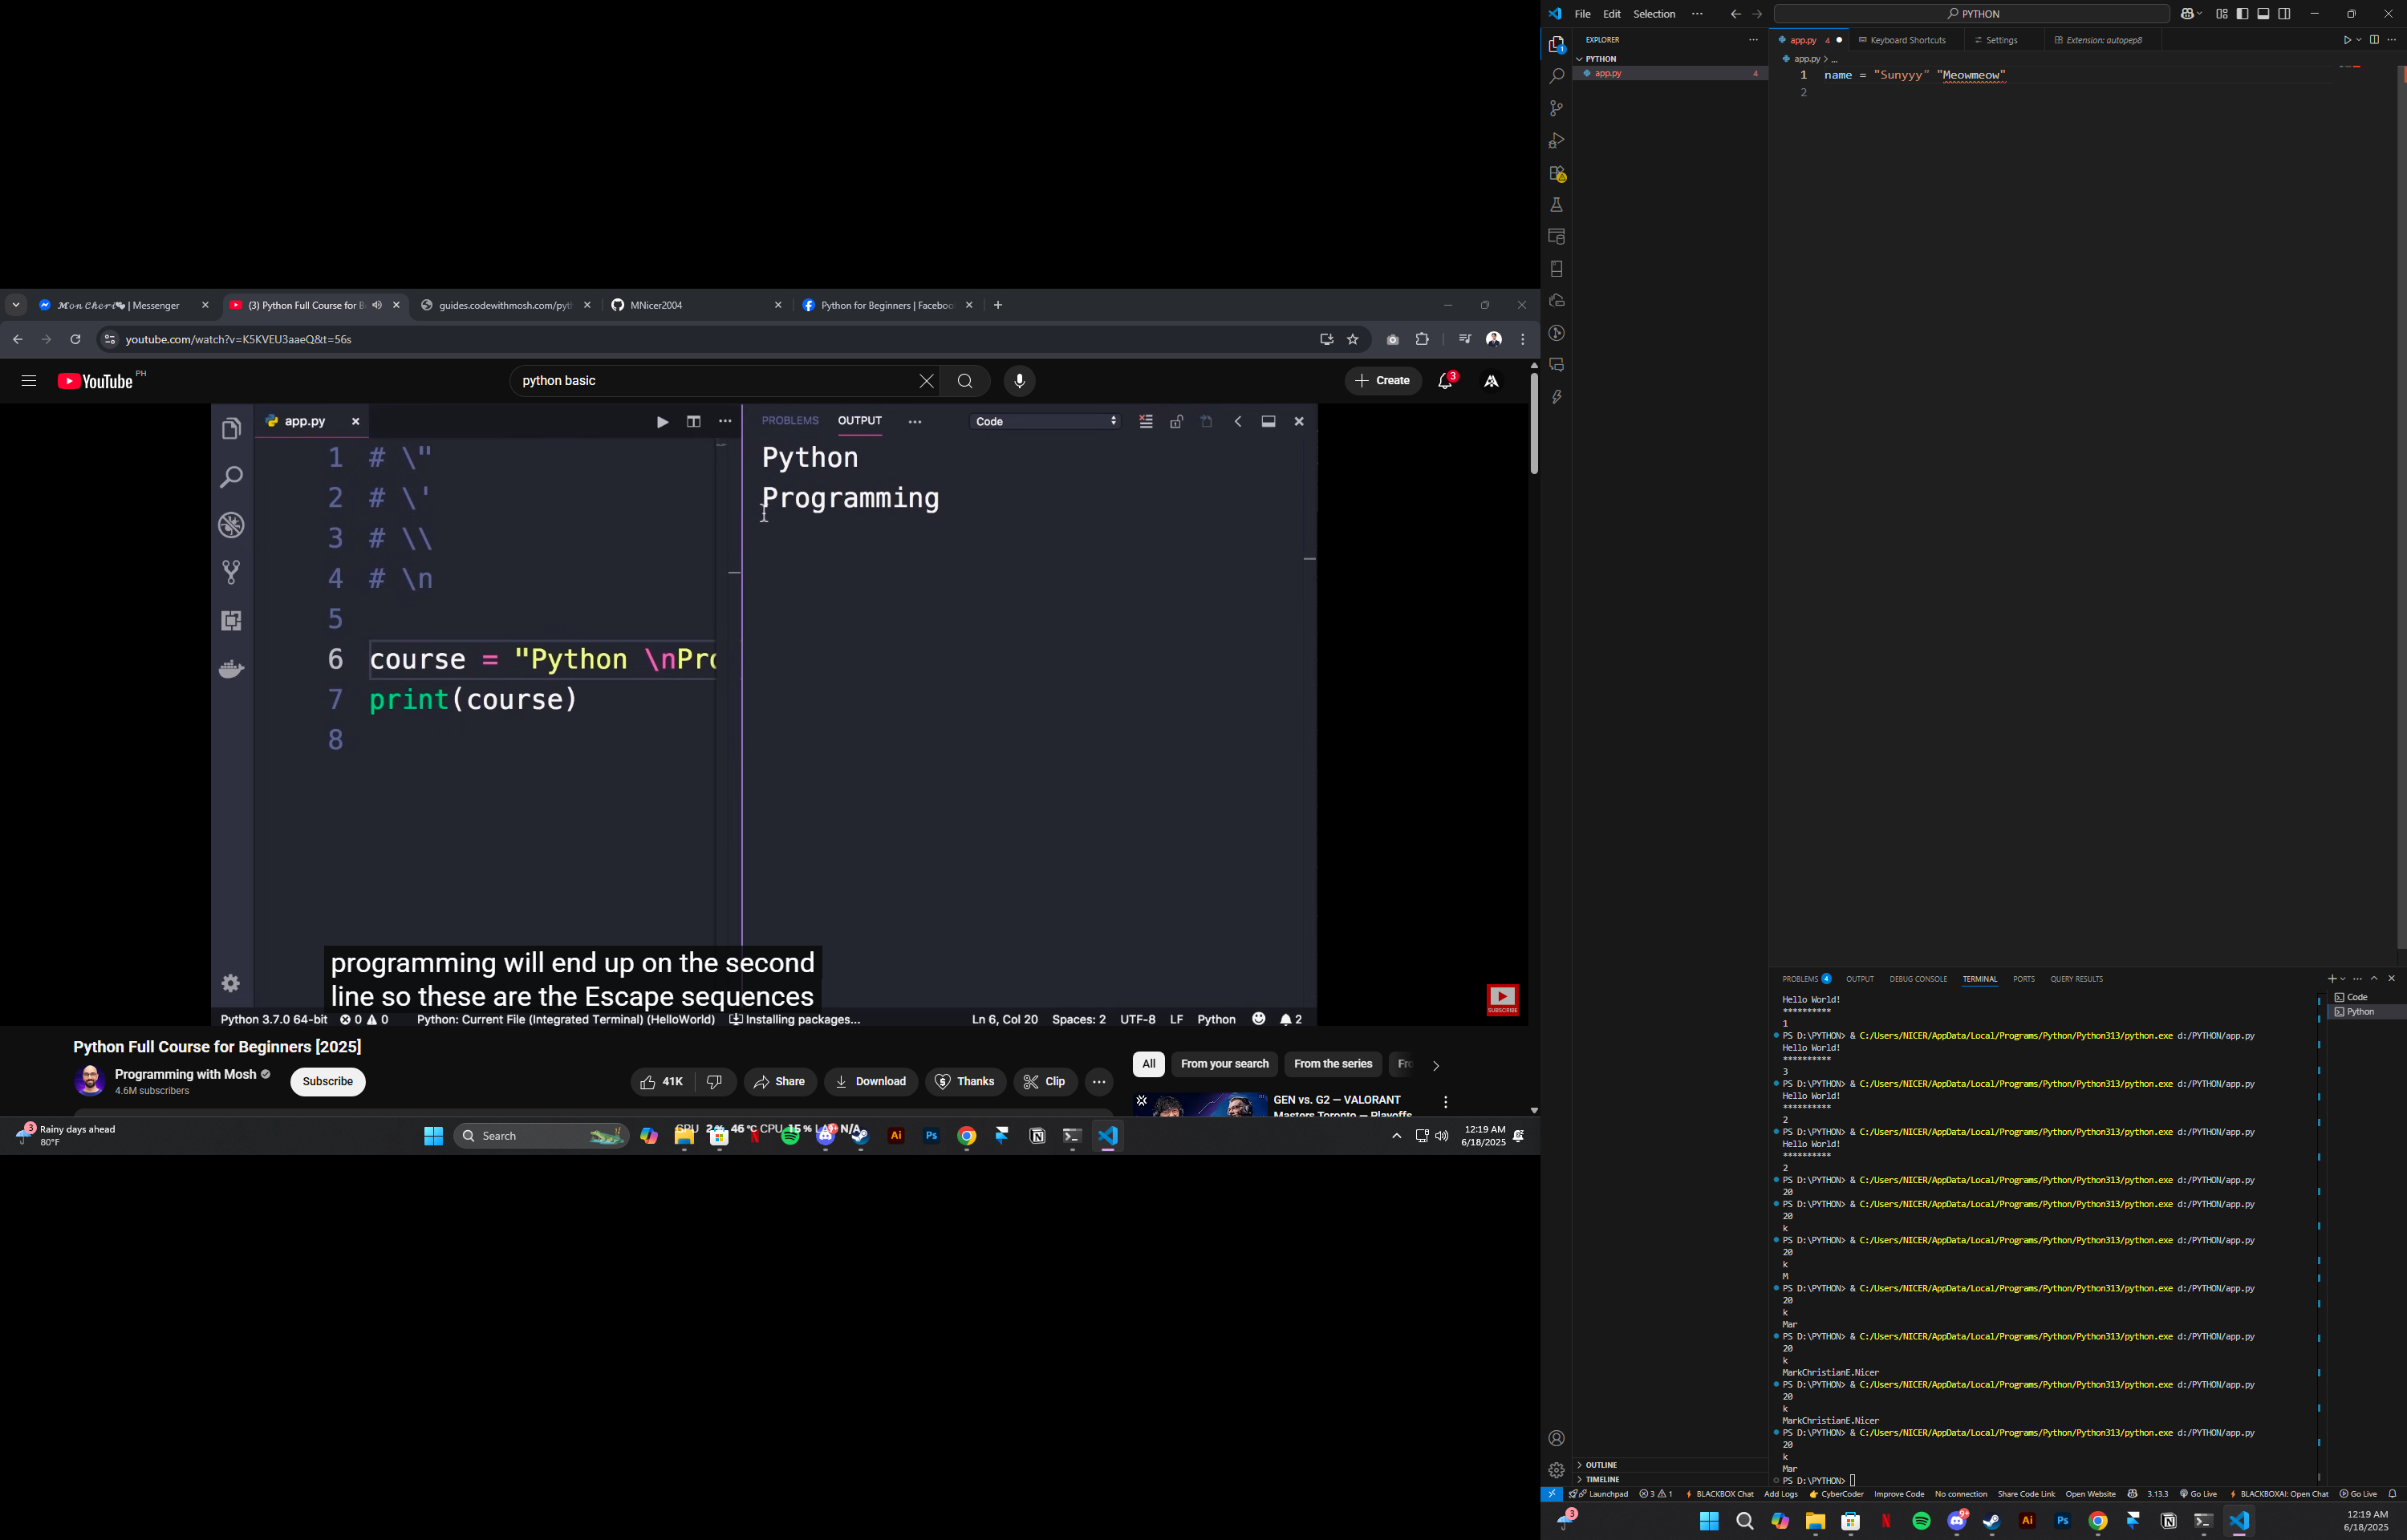 𝓜𝓸𝓷 𝓒𝓱𝓮𝓻𝓲 | Messenger
(3) Python Full Course for Be
guides.codewithmosh.com/pyt
MNicer2004
Python for Beginners | Faceboo
youtube.com/watch?v=K5KVEU3aaeQ&t=56s
YouTube PH
python basic
Create
3
app.py
PROBLEMS OUTPUT
Code
1 # \"
2 # \'
3 # \\
4 # \n
5
6 course = "Python \nPro
7 print(course)
8
Python
Programming
programming will end up on the second
line so these are the Escape sequences
SUBSCRIBE
Python 3.7.0 64-bit 0 0 Python: Current File (Integrated Terminal) (HelloWorld) Installing packages... Ln 6, Col 20 Spaces: 2 UTF-8 LF Python 2
Python Full Course for Beginners [2025]
Programming with Mosh
4.6M subscribers
Subscribe
41K Share Download Thanks Clip
All From your search From the series Fro
GEN vs. G2 — VALORANT
Masters Toronto — Playoffs
3
Rainy days ahead
80°F
Search
GPU 2 % 46 °C CPU 15 % LAT N/A
Ai
Ps
12:19 AM
6/18/2025
File Edit Selection
PYTHON
EXPLORER
PYTHON
app.py 4
app.py 4 Keyboard Shortcuts Settings Extension: autopep8
app.py > ...
1 name = "Sunyyy" "Meowmeow"
2
OUTLINE
TIMELINE
PROBLEMS 4 OUTPUT DEBUG CONSOLE TERMINAL PORTS QUERY RESULTS
Code
Python
Hello World!
**********
1
PS D:\PYTHON> & C:/Users/NICER/AppData/Local/Programs/Python/Python313/python.exe d:/PYTHON/app.py
Hello World!
**********
3
PS D:\PYTHON> & C:/Users/NICER/AppData/Local/Programs/Python/Python313/python.exe d:/PYTHON/app.py
Hello World!
**********
2
PS D:\PYTHON> & C:/Users/NICER/AppData/Local/Programs/Python/Python313/python.exe d:/PYTHON/app.py
Hello World!
**********
2
PS D:\PYTHON> & C:/Users/NICER/AppData/Local/Programs/Python/Python313/python.exe d:/PYTHON/app.py
20
PS D:\PYTHON> & C:/Users/NICER/AppData/Local/Programs/Python/Python313/python.exe d:/PYTHON/app.py
20
k
PS D:\PYTHON> & C:/Users/NICER/AppData/Local/Programs/Python/Python313/python.exe d:/PYTHON/app.py
20
k
M
PS D:\PYTHON> & C:/Users/NICER/AppData/Local/Programs/Python/Python313/python.exe d:/PYTHON/app.py
20
k
Mar
PS D:\PYTHON> & C:/Users/NICER/AppData/Local/Programs/Python/Python313/python.exe d:/PYTHON/app.py
20
k
MarkChristianE.Nicer
PS D:\PYTHON> & C:/Users/NICER/AppData/Local/Programs/Python/Python313/python.exe d:/PYTHON/app.py
20
k
MarkChristianE.Nicer
PS D:\PYTHON> & C:/Users/NICER/AppData/Local/Programs/Python/Python313/python.exe d:/PYTHON/app.py
20
k
Mar
PS D:\PYTHON>
Launchpad 3 1 BLACKBOX Chat Add Logs CyberCoder Improve Code No connection Share Code Link Open Website 3.13.3 Go Live BLACKBOXAI: Open Chat Go Live
3
Ai
Ps
12:19 AM
6/18/2025